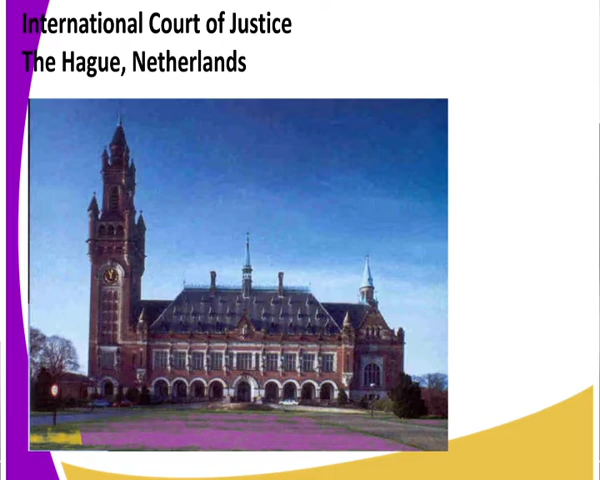 International Court of Justice
The Hague, Netherlands